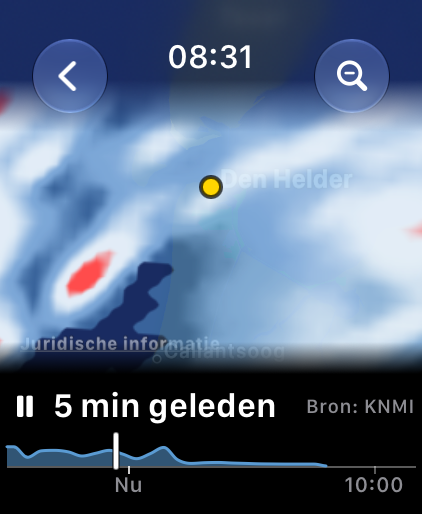 08:31
Den Helder
Juridische informatie
Callantsoog
5 min geleden
Bron: KNMI
Nu
10:00